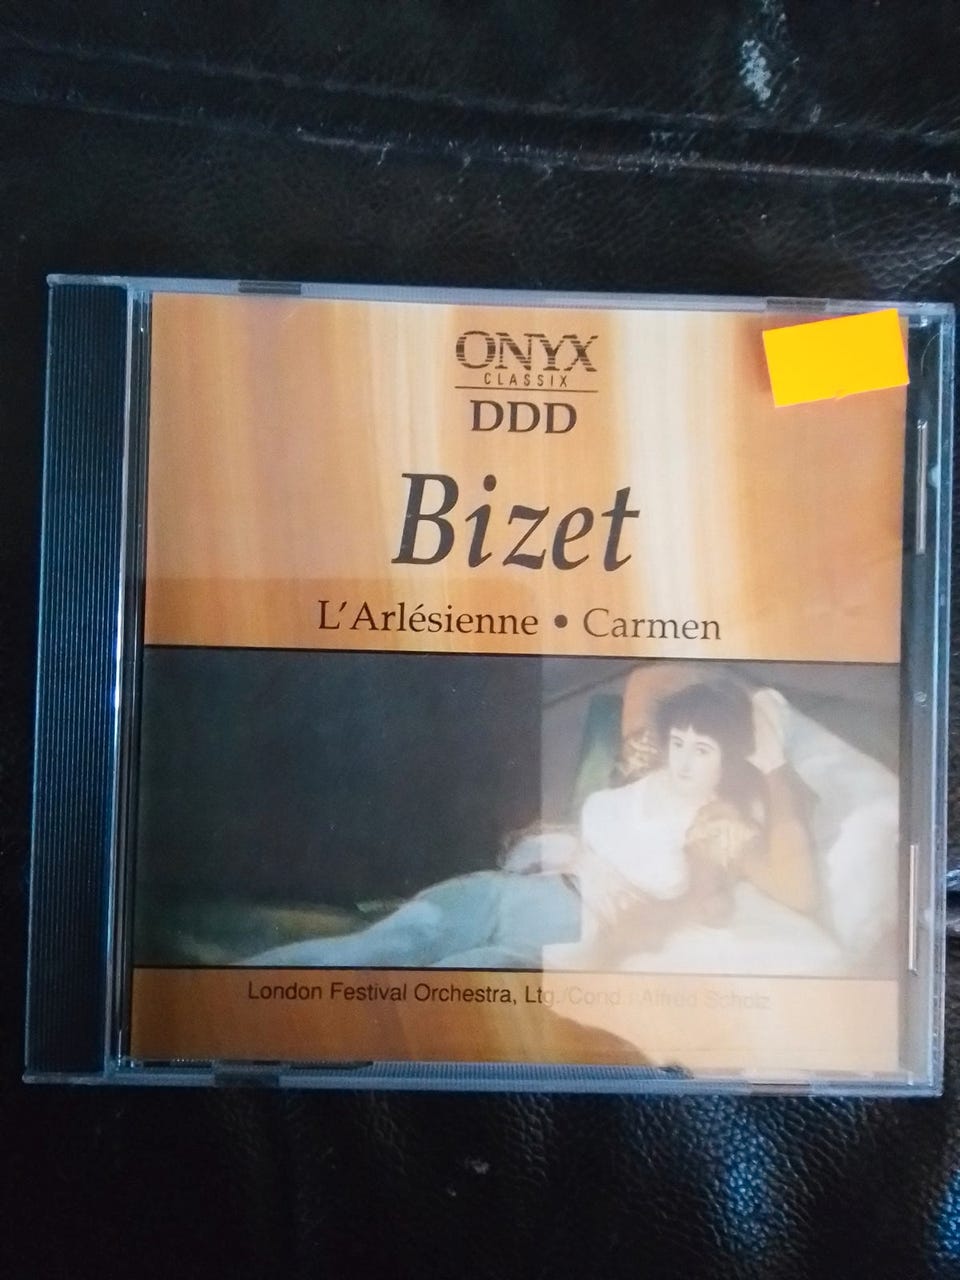 ONYX
CLASSIX
DDD
Bizet
L'Arlésienne • Carmen
London Festival Orchestra, Ltg./Cond.: Alfred Scholz